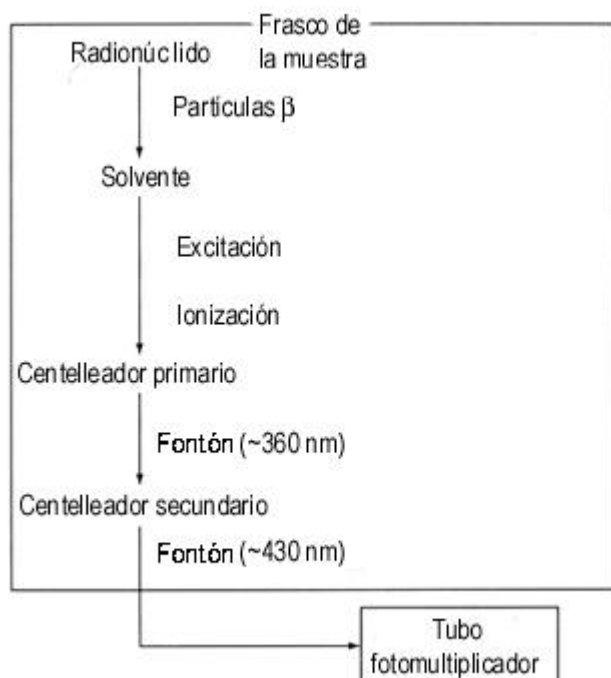 Frasco de
la muestra
Radionúclido
Partículas β
Solvente
Excitación
Ionización
Centelleador primario
Fontón (~360 nm)
Centelleador secundario
Fontón (~430 nm)
Tubo
fotomultiplicador